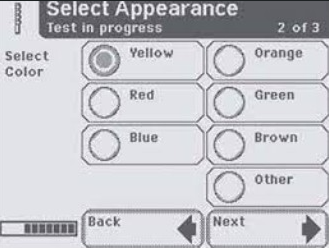 Select Appearance
Test in progress 2 of 3
Select
Color
Yellow Orange
Red Green
Blue Brown
Other
Back Next